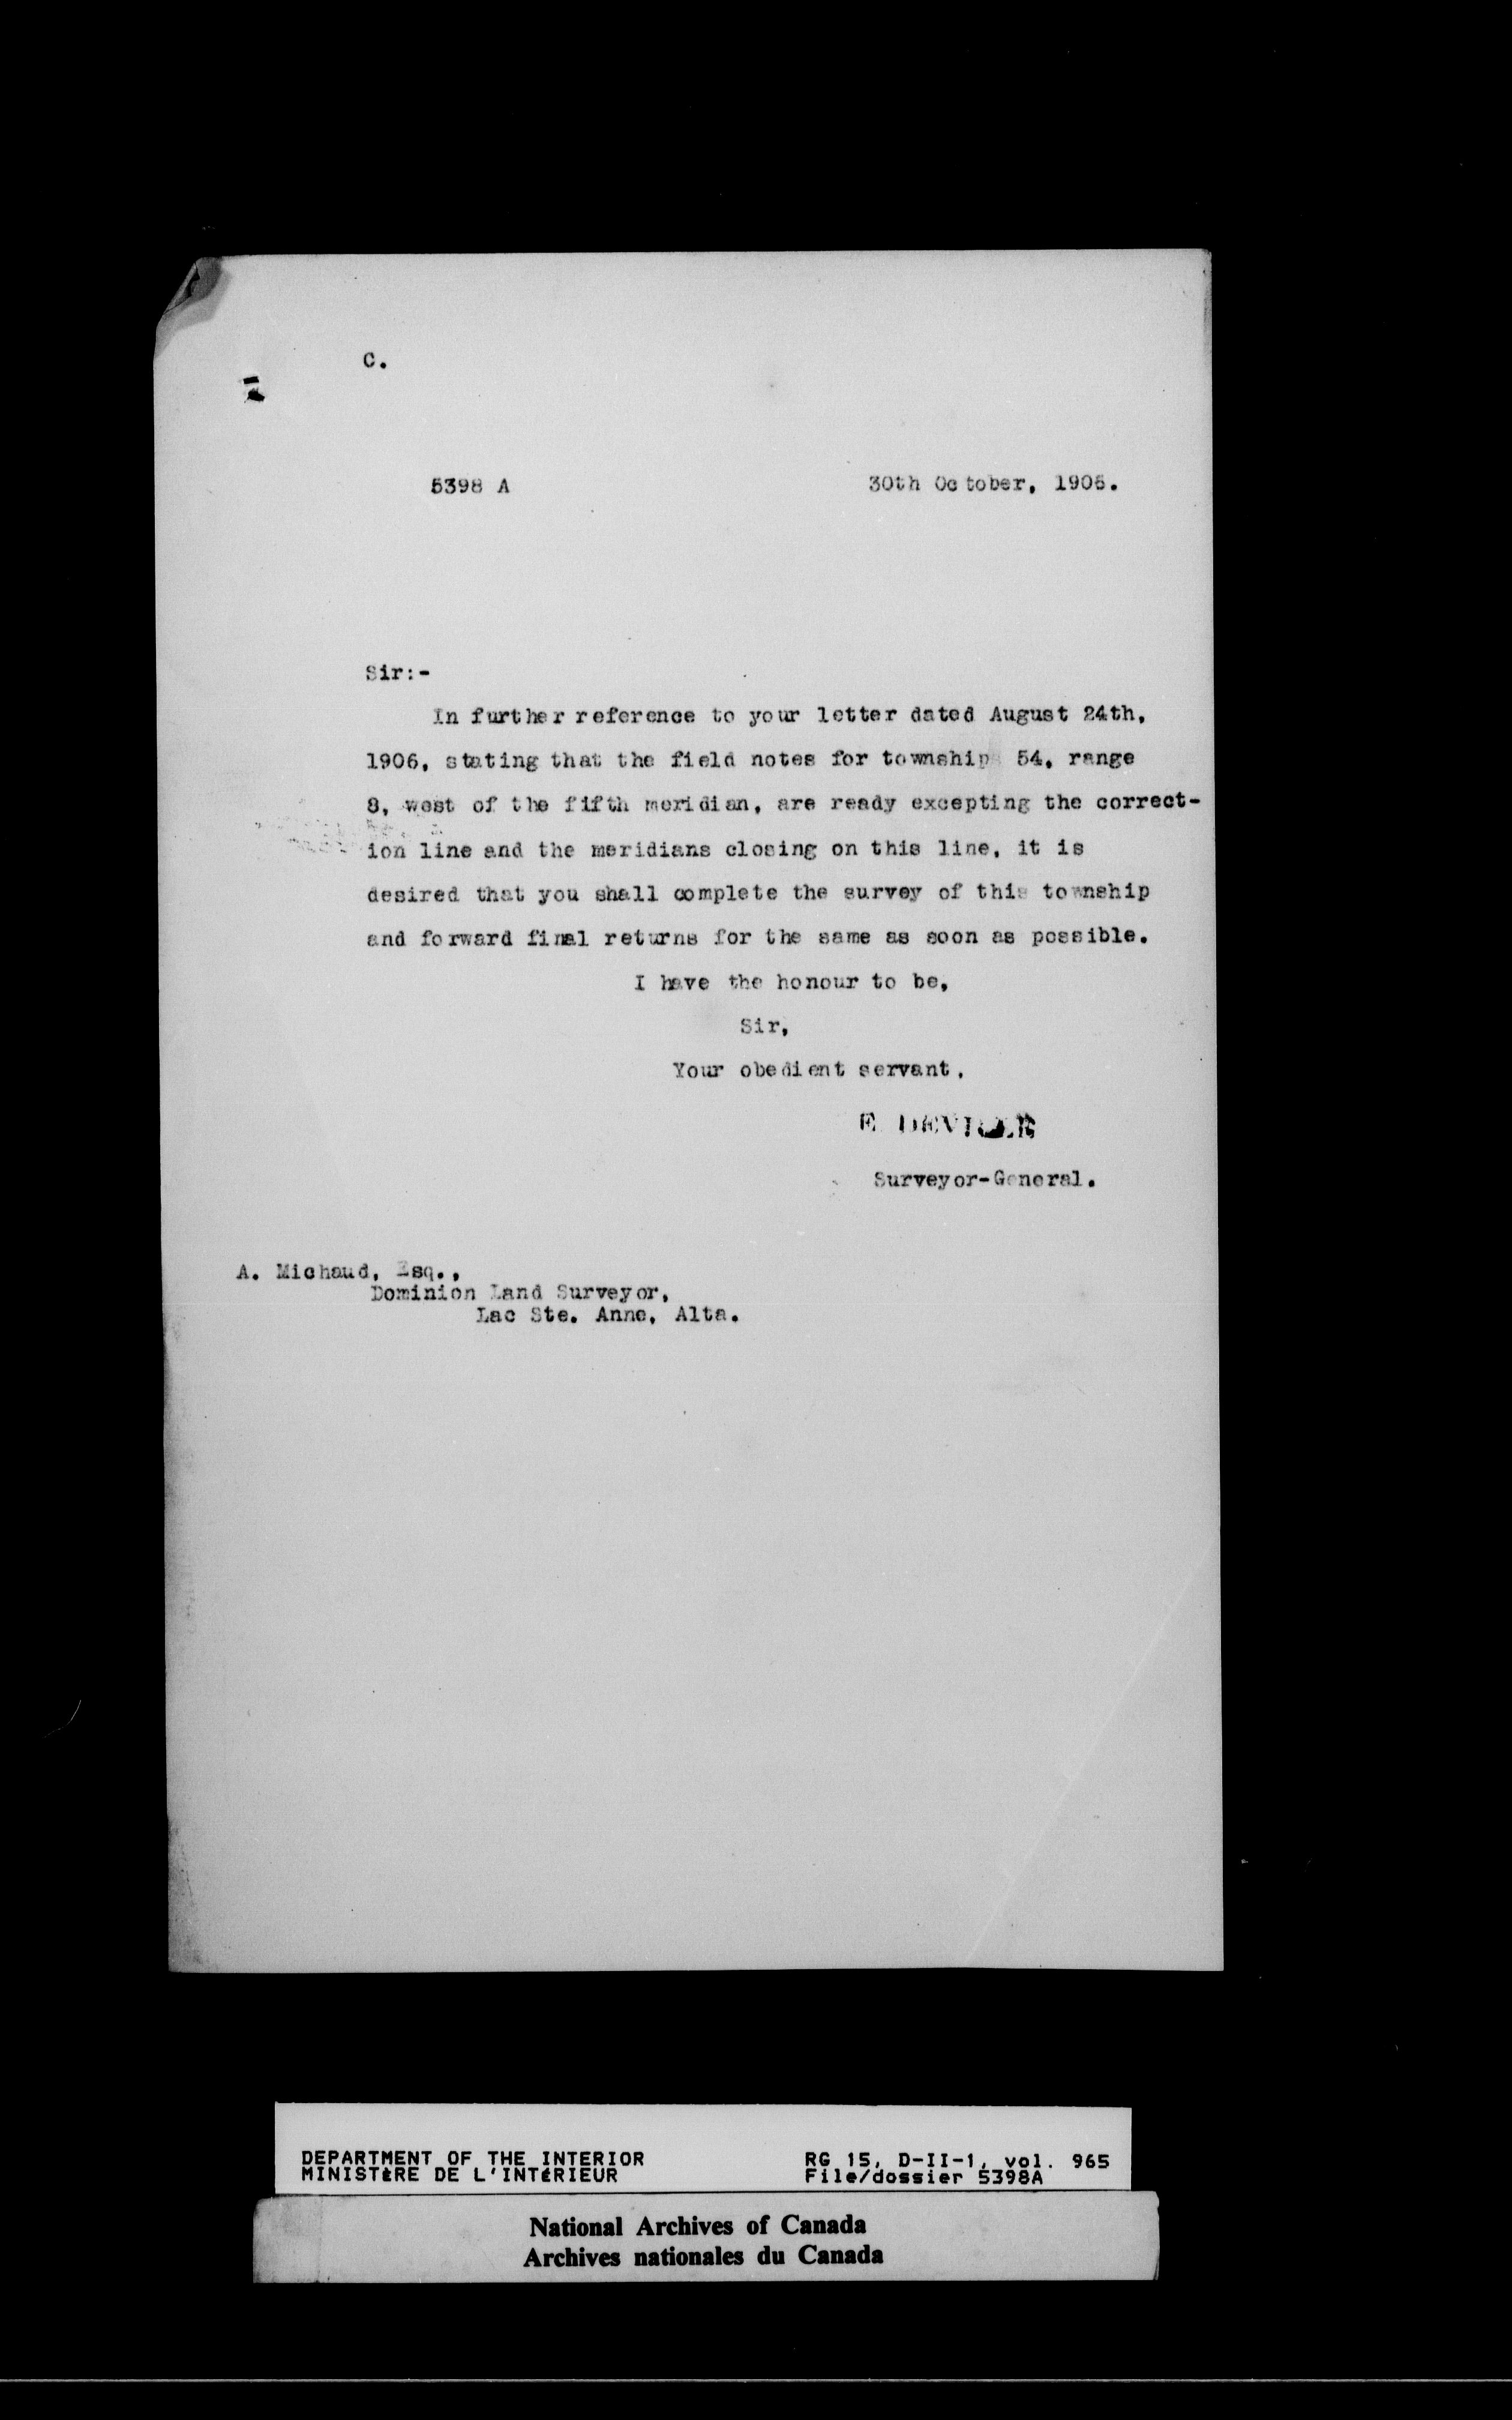 C.
5398 A
30th October, 1906.
Sir:-
In further reference to your letter dated August 24th,
1906, stating that the field notes for township 54, range
8, west of the fifth meridian, are ready excepting the correct-
ion line and the meridians closing on this line, it is
desired that you shall complete the survey of this township
and forward final returns for the same as soon as possible.
I have the honour to be,
Sir,
Your obedient servant,
E. DEVILLE
Surveyor-General.
A. Michaud, Esq.,
Dominion Land Surveyor,
Lac Ste. Anne, Alta.
DEPARTMENT OF THE INTERIOR
MINISTÈRE DE L'INTÉRIEUR
RG 15, D-II-1, vol. 965
File/dossier 5398A
National Archives of Canada
Archives nationales du Canada